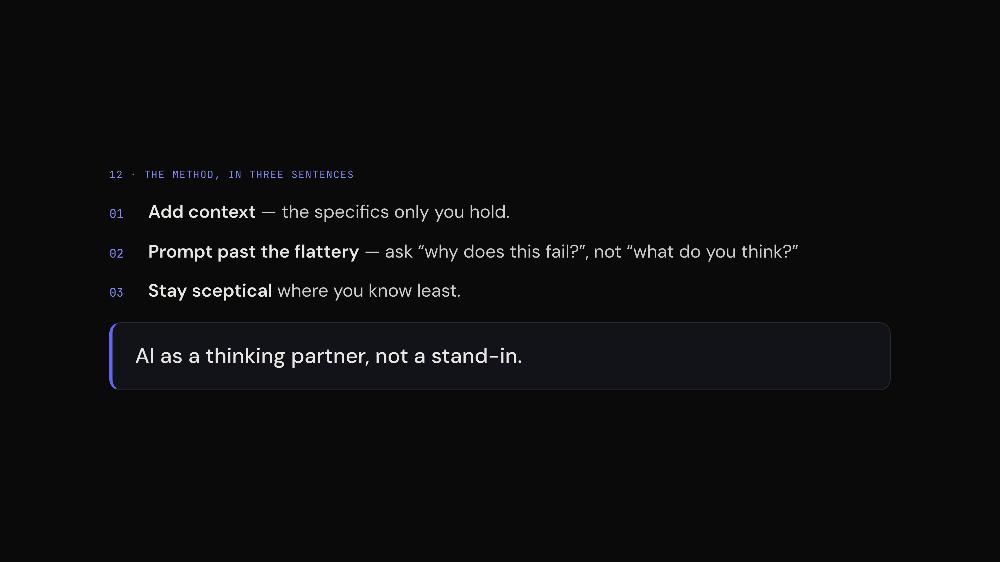 12 · THE METHOD, IN THREE SENTENCES
01 Add context — the specifics only you hold.
02 Prompt past the flattery — ask “why does this fail?”, not “what do you think?”
03 Stay sceptical where you know least.
AI as a thinking partner, not a stand-in.